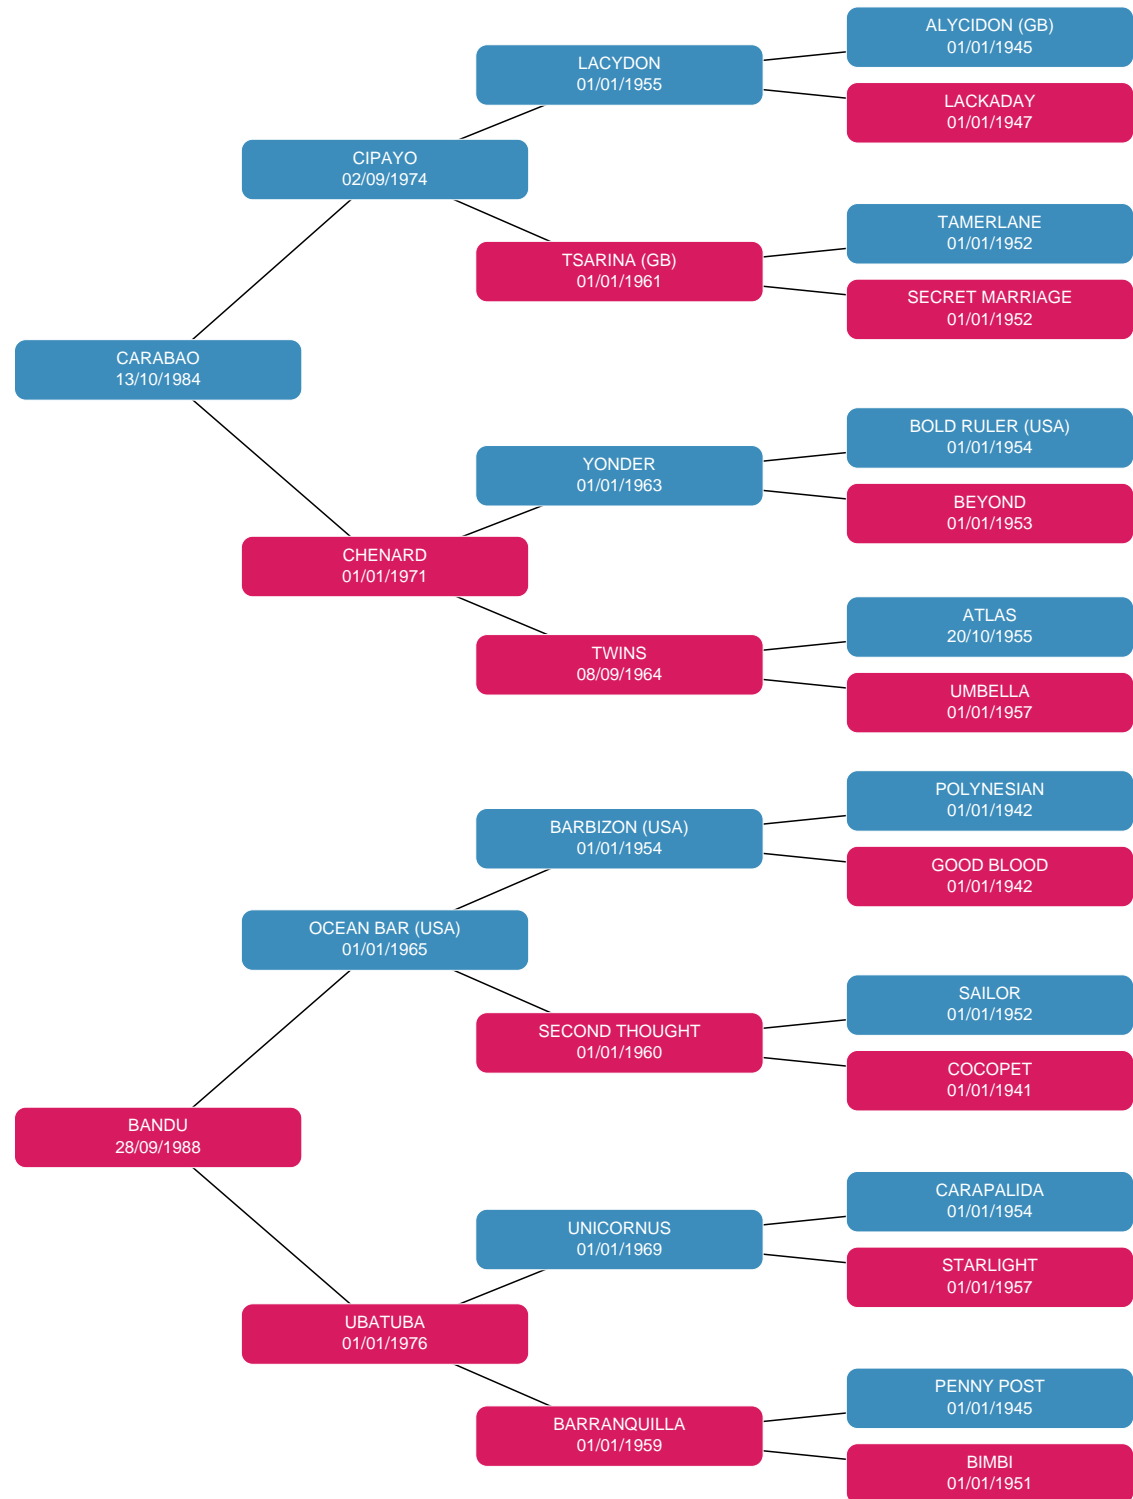 ALYCIDON (GB)
01/01/1945
LACYDON
01/01/1955
LACKADAY
01/01/1947
CIPAYO
02/09/1974
TAMERLANE
01/01/1952
TSARINA (GB)
01/01/1961
SECRET MARRIAGE
01/01/1952
CARABAO
13/10/1984
BOLD RULER (USA)
01/01/1954
YONDER
01/01/1963
BEYOND
01/01/1953
CHENARD
01/01/1971
ATLAS
20/10/1955
TWINS
08/09/1964
UMBELLA
01/01/1957
POLYNESIAN
01/01/1942
BARBIZON (USA)
01/01/1954
GOOD BLOOD
01/01/1942
OCEAN BAR (USA)
01/01/1965
SAILOR
01/01/1952
SECOND THOUGHT
01/01/1960
COCOPET
01/01/1941
BANDU
28/09/1988
CARAPALIDA
01/01/1954
UNICORNUS
01/01/1969
STARLIGHT
01/01/1957
UBATUBA
01/01/1976
PENNY POST
01/01/1945
BARRANQUILLA
01/01/1959
BIMBI
01/01/1951